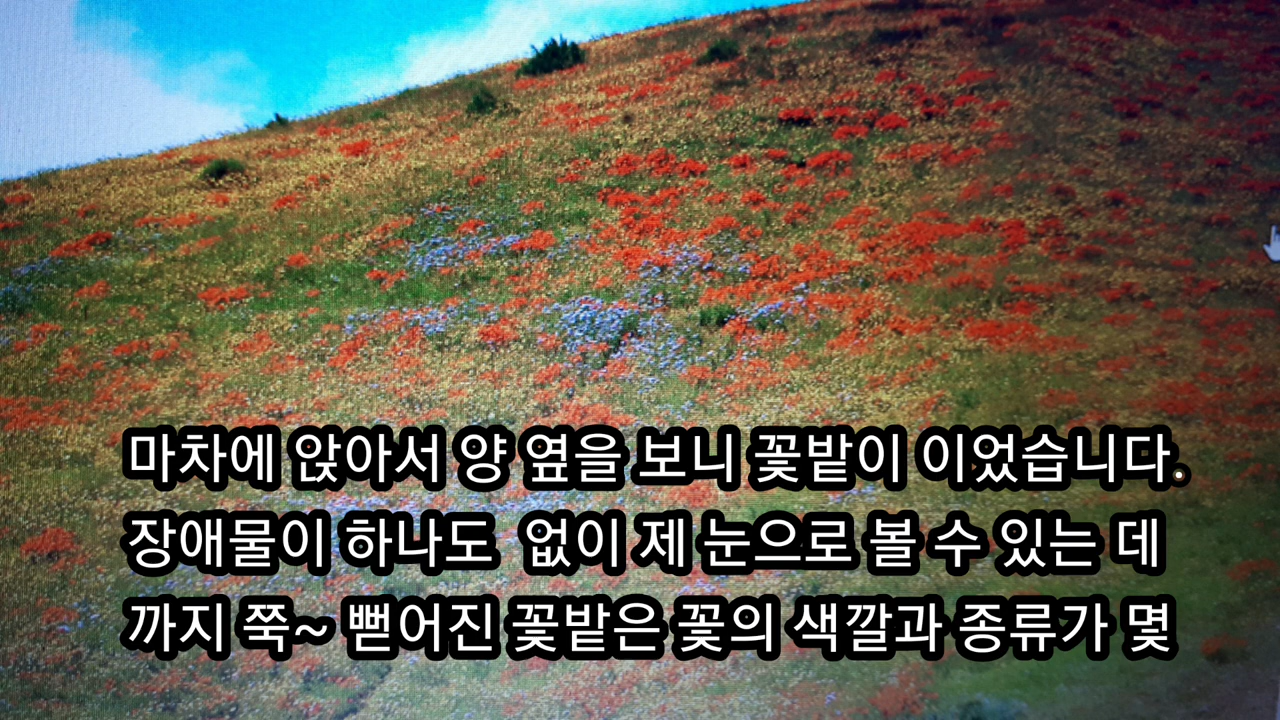 마차에 앉아서 양 옆을 보니 꽃밭이 이었습니다.
장애물이 하나도 없이 제 눈으로 볼 수 있는 데
까지 쭉~ 뻗어진 꽃밭은 꽃의 색깔과 종류가 몇